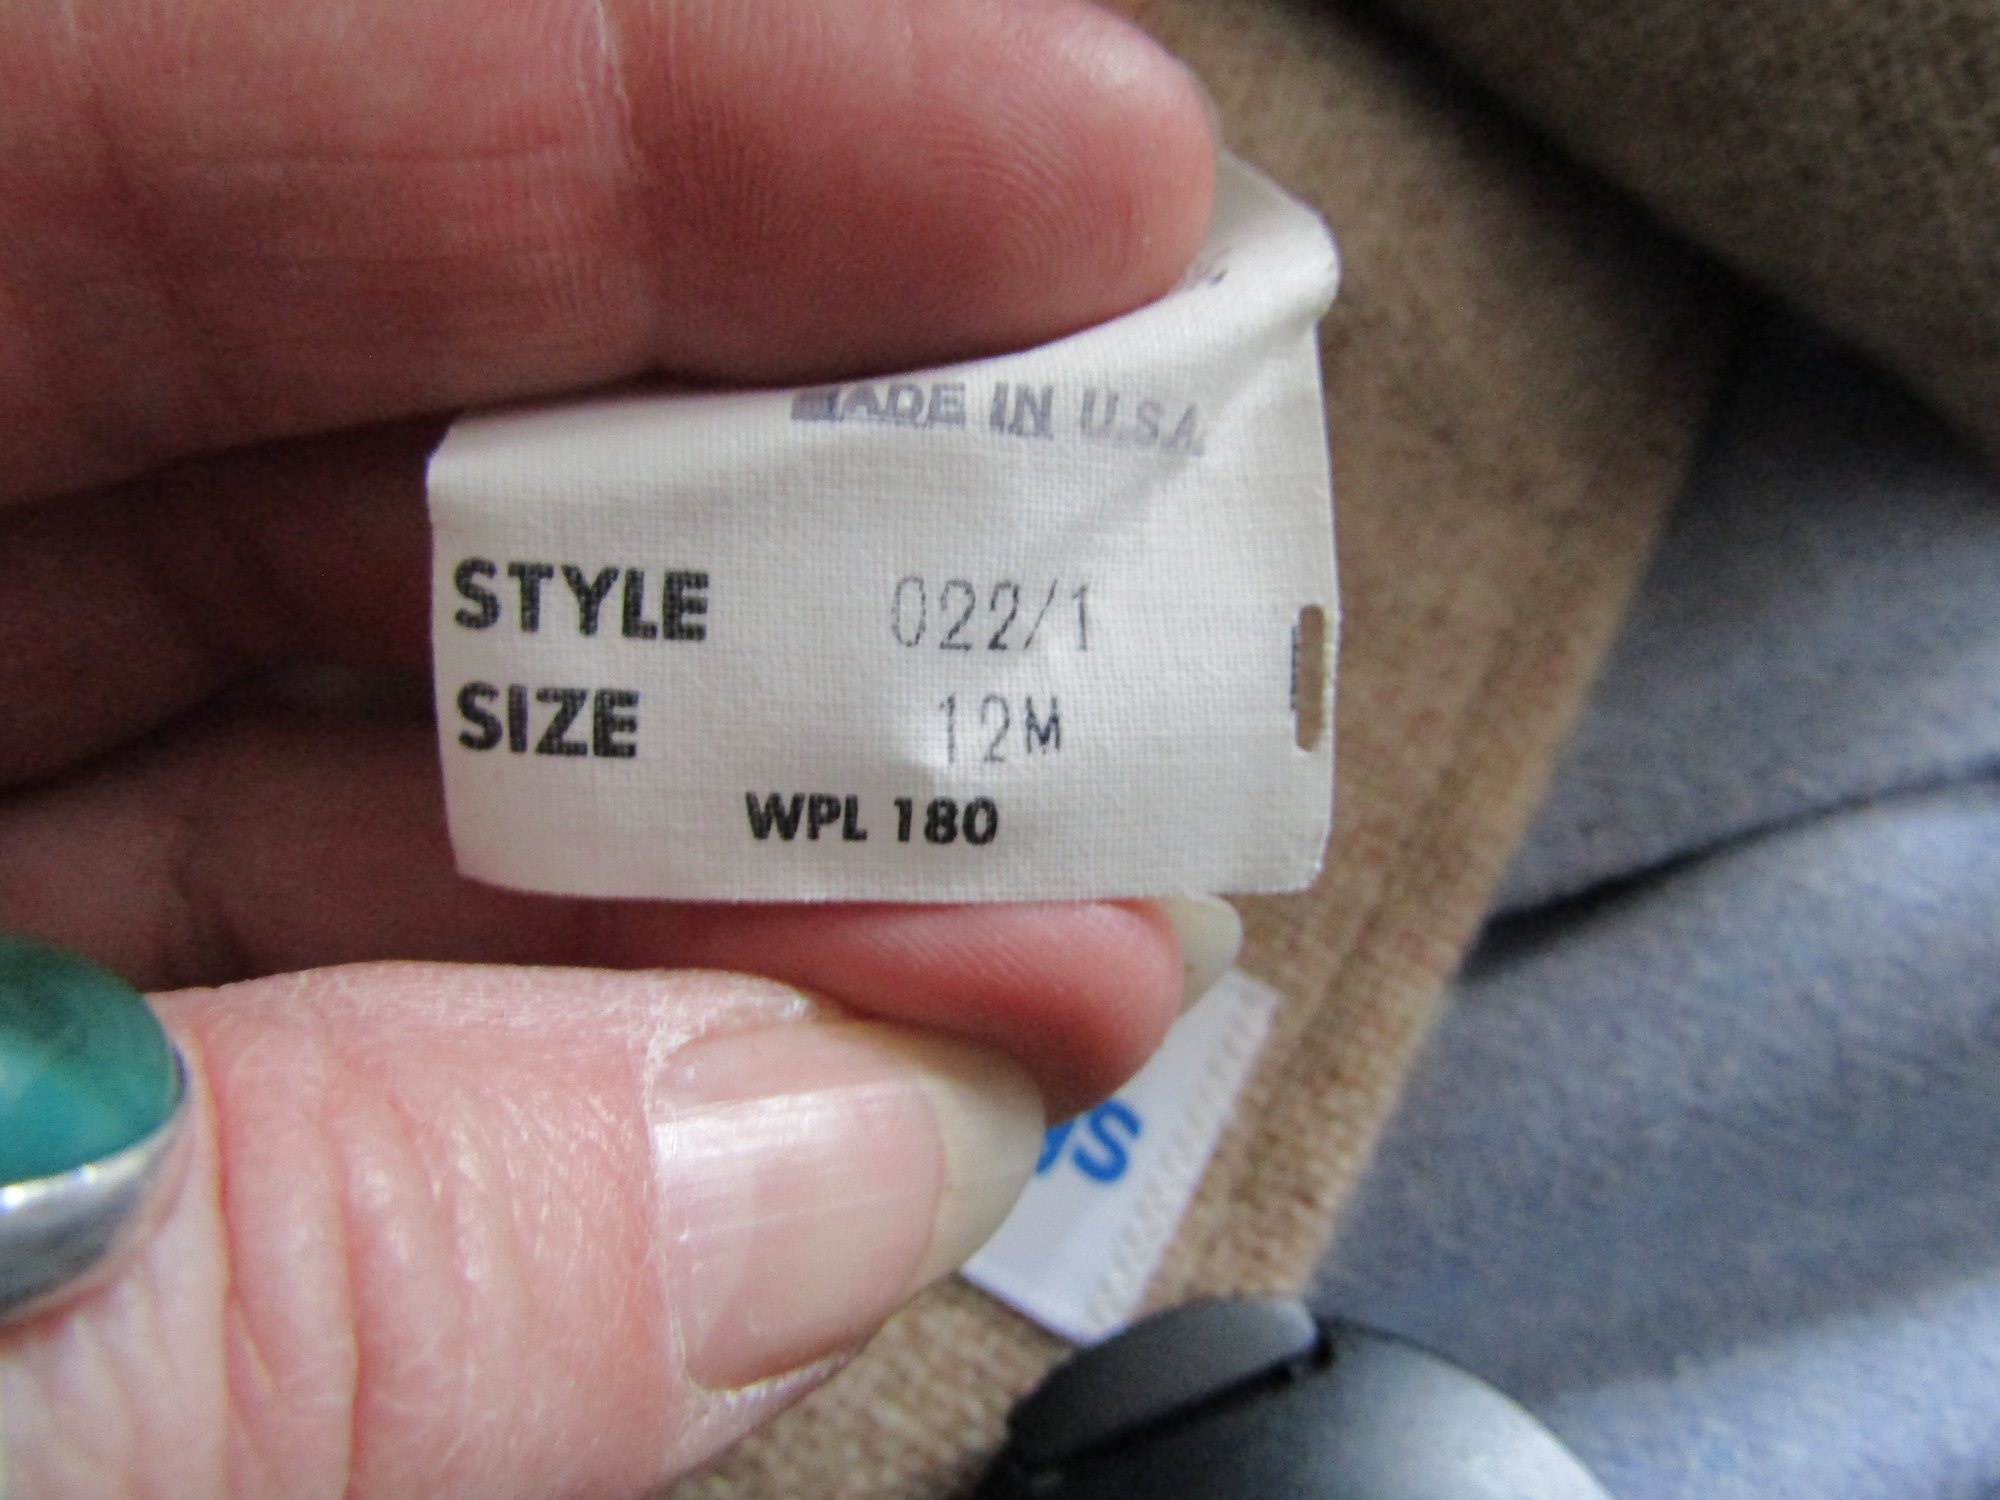 MADE IN U.S.A.
STYLE 022/1
SIZE 12M
WPL 180